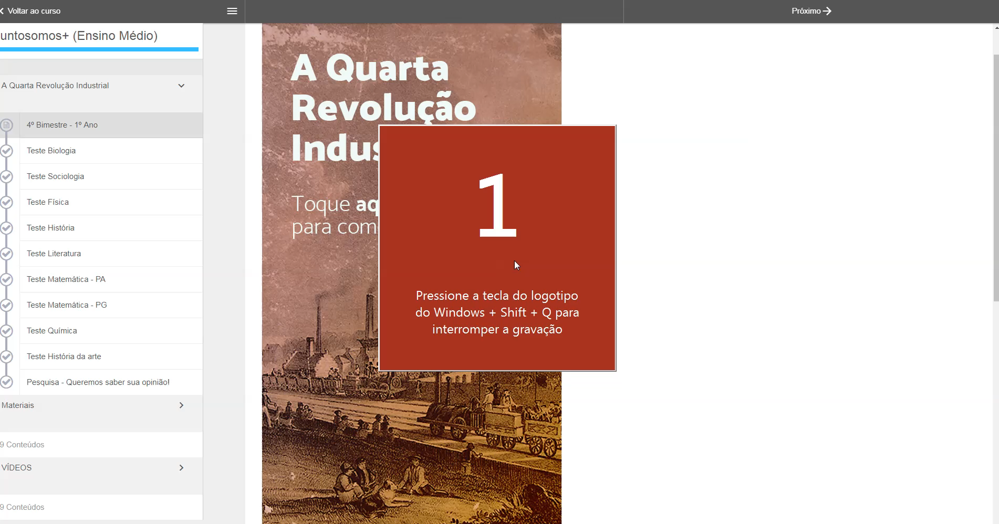 Voltar ao curso
Próximo
untosomos+ (Ensino Médio)
A Quarta Revolução Industrial
4º Bimestre - 1º Ano
Teste Biologia
Teste Sociologia
Teste Física
Teste História
Teste Literatura
Teste Matemática - PA
Teste Matemática - PG
Teste Química
Teste História da arte
Pesquisa - Queremos saber sua opinião!
Materiais
9 Conteúdos
VÍDEOS
9 Conteúdos
A Quarta
Revolução
Indus
Toque aq
para com
1
Pressione a tecla do logotipo
do Windows + Shift + Q para
interromper a gravação